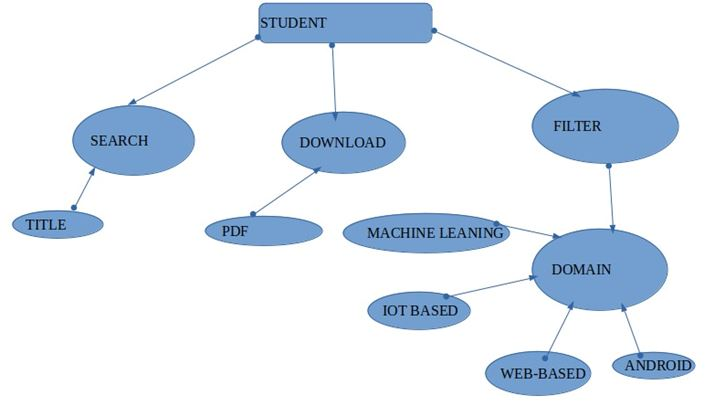 STUDENT
SEARCH
DOWNLOAD
FILTER
TITLE
PDF
MACHINE LEANING
DOMAIN
IOT BASED
WEB-BASED
ANDROID